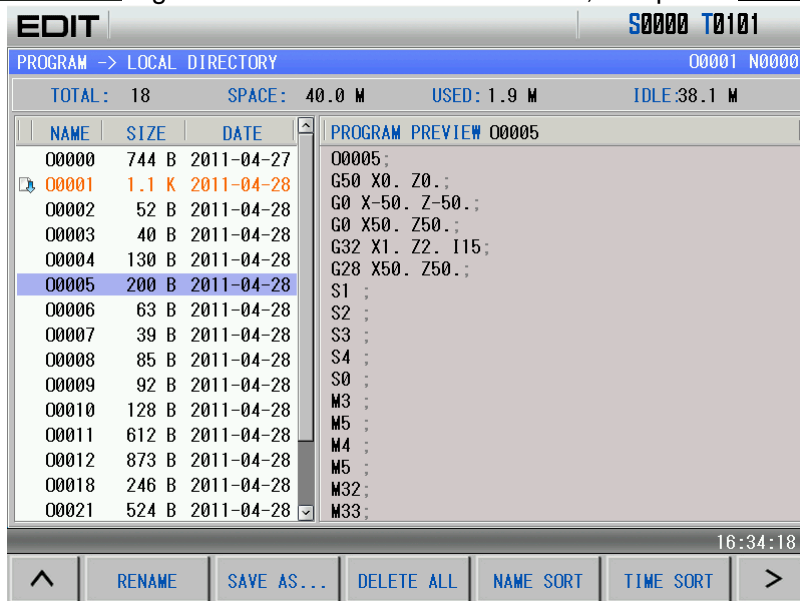 EDIT S0000 T0101
PROGRAM -> LOCAL DIRECTORY O0001 N0000
TOTAL: 18 SPACE: 40.0 M USED: 1.9 M IDLE:38.1 M
NAME SIZE DATE
O0000 744 B 2011-04-27
O0001 1.1 K 2011-04-28
O0002 52 B 2011-04-28
O0003 40 B 2011-04-28
O0004 130 B 2011-04-28
O0005 200 B 2011-04-28
O0006 63 B 2011-04-28
O0007 39 B 2011-04-28
O0008 85 B 2011-04-28
O0009 92 B 2011-04-28
O0010 128 B 2011-04-28
O0011 612 B 2011-04-28
O0012 873 B 2011-04-28
O0018 246 B 2011-04-28
O0021 524 B 2011-04-28
PROGRAM PREVIEW O0005
O0005;
G50 X0. Z0.;
G0 X-50. Z-50.;
G0 X50. Z50.;
G32 X1. Z2. I15;
G28 X50. Z50.;
S1 ;
S2 ;
S3 ;
S4 ;
S0 ;
M3 ;
M5 ;
M4 ;
M5 ;
M32;
M33;
16:34:18
RENAME SAVE AS... DELETE ALL NAME SORT TIME SORT >